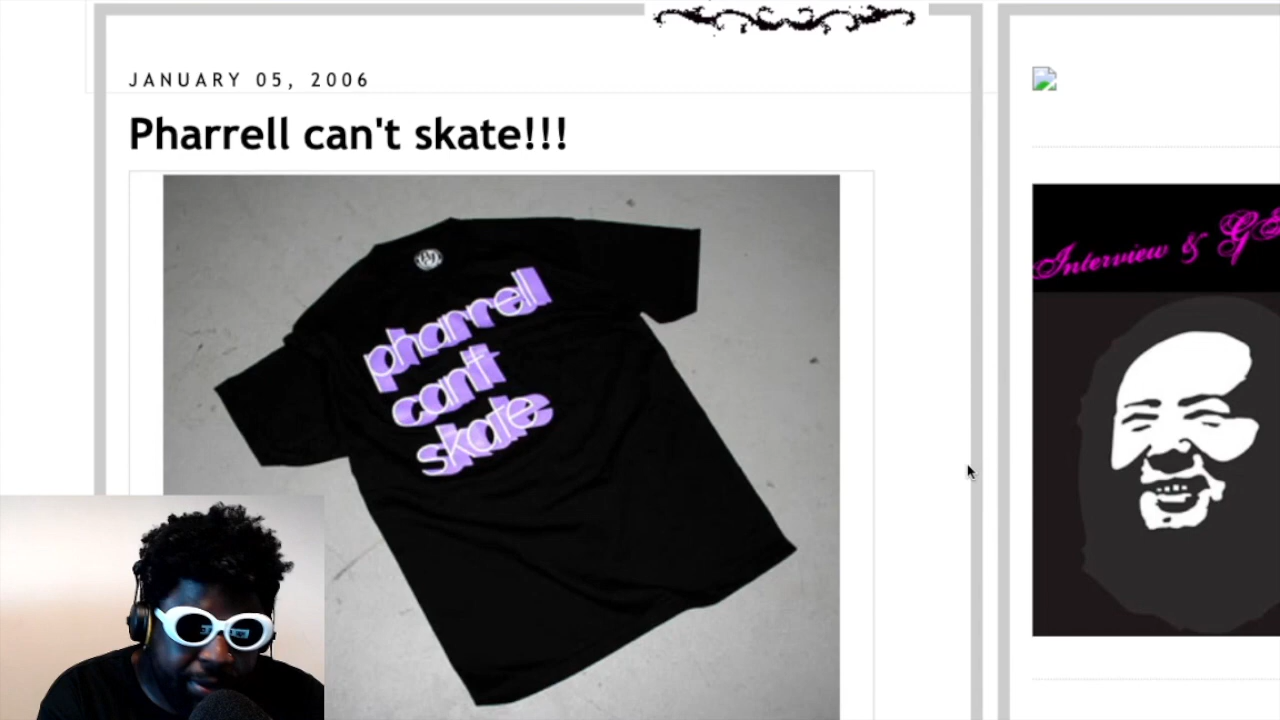 JANUARY 05, 2006
Pharrell can't skate!!!
pharrell
can't
skate
Interview &